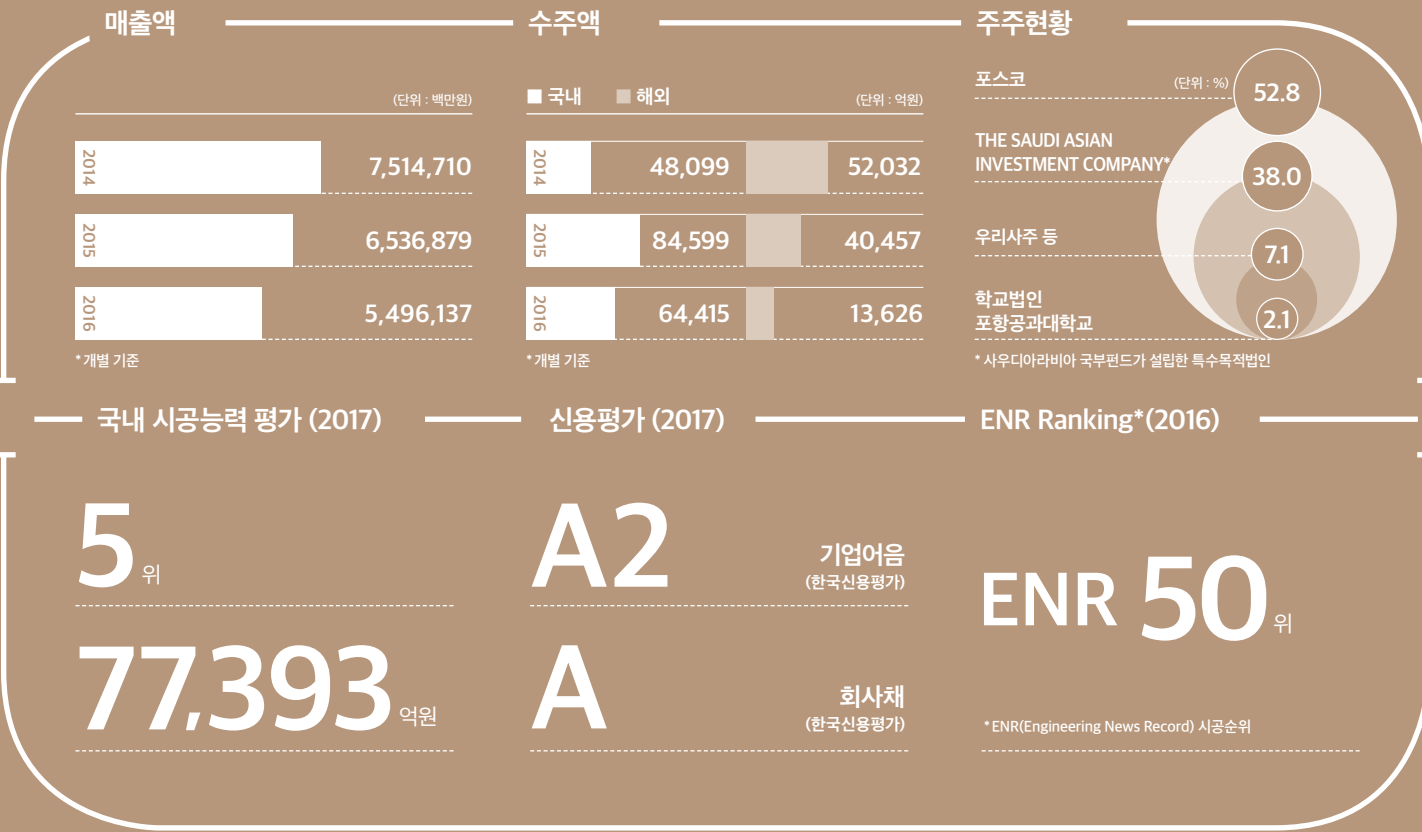 매출액
(단위 : 백만원)
2014 7,514,710
2015 6,536,879
2016 5,496,137
* 개별 기준
수주액
국내 해외 (단위 : 억원)
2014 48,099 52,032
2015 84,599 40,457
2016 64,415 13,626
* 개별 기준
주주현황
포스코 (단위 : %) 52.8
THE SAUDI ASIAN
INVESTMENT COMPANY* 38.0
우리사주 등 7.1
학교법인
포항공과대학교 2.1
* 사우디아라비아 국부펀드가 설립한 특수목적법인
국내 시공능력 평가 (2017)
5 위
77,393 억원
신용평가 (2017)
A2 기업어음
(한국신용평가)
A 회사채
(한국신용평가)
ENR Ranking*(2016)
ENR 50 위
* ENR(Engineering News Record) 시공순위